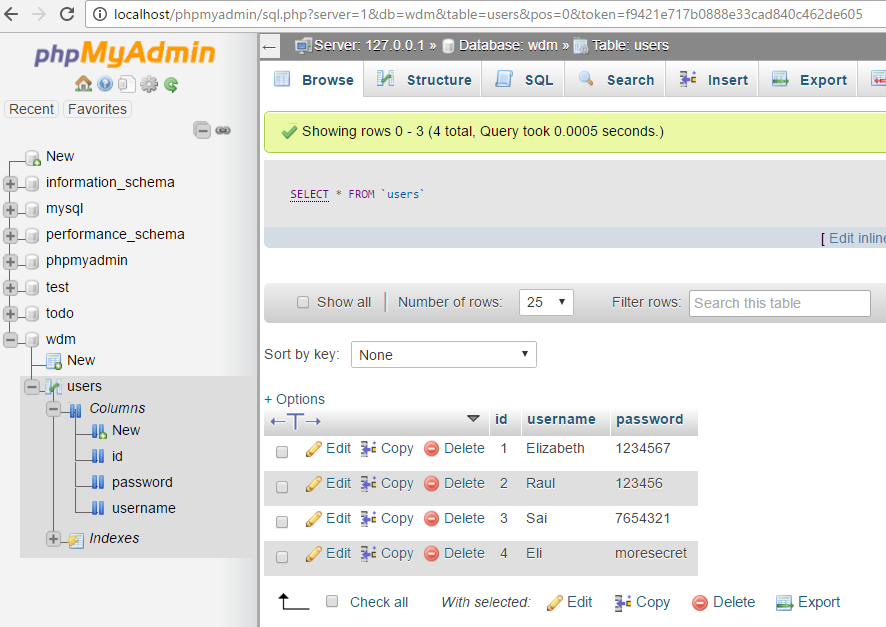 localhost/phpmyadmin/sql.php?server=1&db=wdm&table=users&pos=0&token=f9421e717b0888e33cad840c462de605
phpMyAdmin
Recent Favorites
New
information_schema
mysql
performance_schema
phpmyadmin
test
todo
wdm
New
users
Columns
New
id
password
username
Indexes
Server: 127.0.0.1 » Database: wdm » Table: users
Browse Structure SQL Search Insert Export
Showing rows 0 - 3 (4 total, Query took 0.0005 seconds.)
SELECT * FROM `users`
[ Edit inline
Show all Number of rows: 25 Filter rows: Search this table
Sort by key: None
+ Options
id username password
Edit Copy Delete 1 Elizabeth 1234567
Edit Copy Delete 2 Raul 123456
Edit Copy Delete 3 Sai 7654321
Edit Copy Delete 4 Eli moresecret
Check all With selected: Edit Copy Delete Export